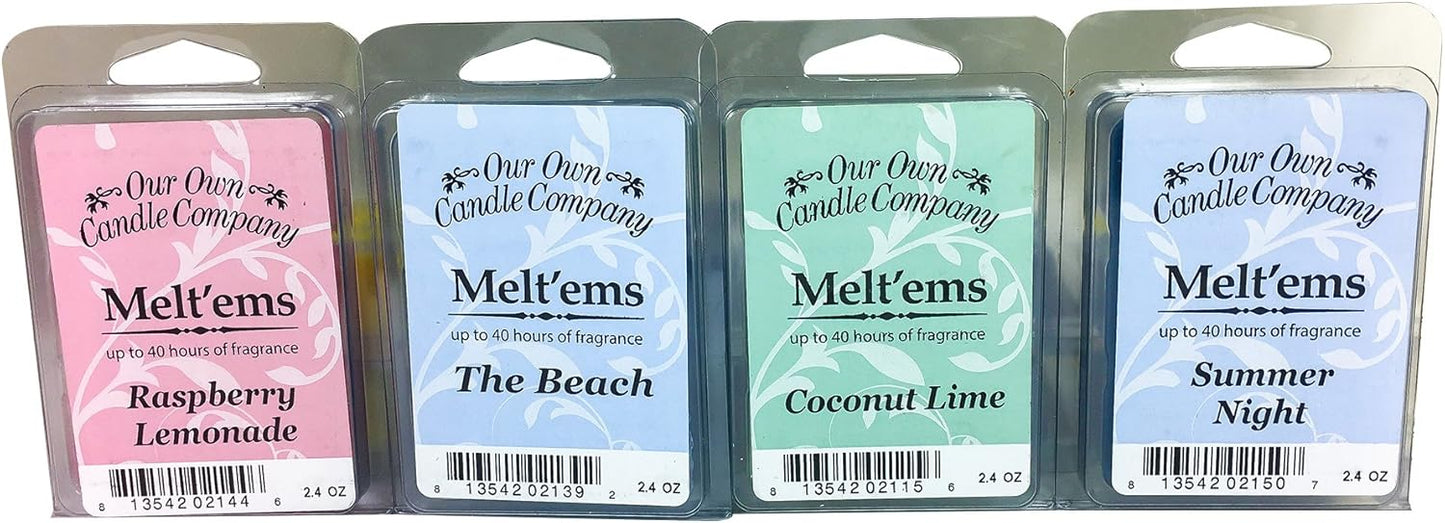 Our Own
Candle Company
Melt'ems
up to 40 hours of fragrance
Raspberry
Lemonade
8 13542 02144 6
2.4 OZ
Our Own
Candle Company
Melt'ems
up to 40 hours of fragrance
The Beach
8 13542 02139 2
2.4 OZ
Our Own
Candle Company
Melt'ems
up to 40 hours of fragrance
Coconut Lime
8 13542 02115 6
2.4 OZ
Our Own
Candle Company
Melt'ems
up to 40 hours of fragrance
Summer
Night
8 13542 02150 7
2.4 OZ